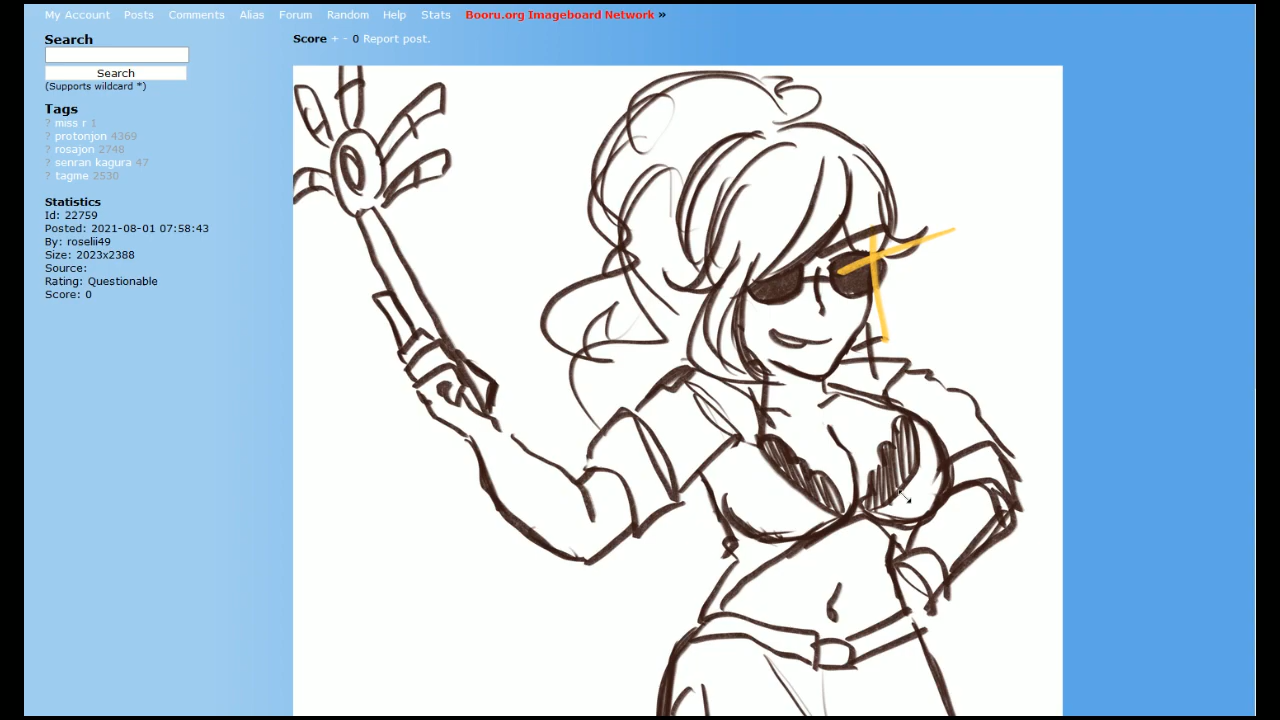 My Account Posts Comments Alias Forum Random Help Stats Booru.org Imageboard Network »
Search
Search
(Supports wildcard *)
Tags
? miss r 1
? protonjon 4369
? rosajon 2748
? senran kagura 47
? tagme 2530
Statistics
Id: 22759
Posted: 2021-08-01 07:58:43
By: roselii49
Size: 2023x2388
Source:
Rating: Questionable
Score: 0
Score + - 0 Report post.